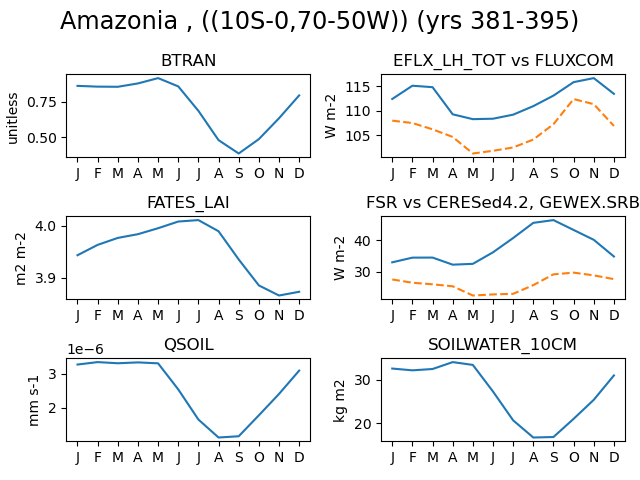 Amazonia , ((10S-0,70-50W)) (yrs 381-395)
BTRAN
unitless
0.75
0.50
J F M A M J J A S O N D
EFLX_LH_TOT vs FLUXCOM
W m-2
115
110
105
J F M A M J J A S O N D
FATES_LAI
m2 m-2
4.0
3.9
J F M A M J J A S O N D
FSR vs CERESed4.2, GEWEX.SRB
W m-2
40
30
J F M A M J J A S O N D
QSOIL
1e−6
mm s-1
3
2
J F M A M J J A S O N D
SOILWATER_10CM
kg m2
30
20
J F M A M J J A S O N D